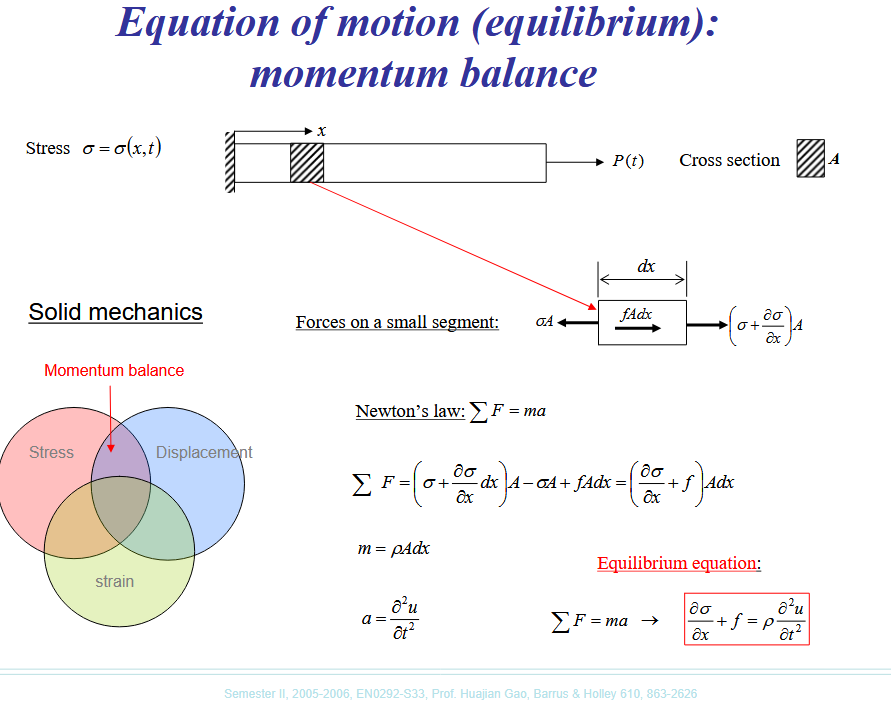 Equation of motion (equilibrium):
momentum balance
Stress σ = σ(x,t)
x
P(t)
Cross section
A
dx
Solid mechanics
Forces on a small segment:
σA
fAdx
(σ + ∂σ/∂x)A
Momentum balance
Newton's law: ∑F = ma
Stress
Displacement
∑ F = (σ + ∂σ/∂x dx)A − σA + fAdx = (∂σ/∂x + f)Adx
m = ρAdx
Equilibrium equation:
strain
a = ∂²u/∂t²
∑F = ma → ∂σ/∂x + f = ρ ∂²u/∂t²
Semester II, 2005-2006, EN0292-S33, Prof. Huajian Gao, Barrus & Holley 610, 863-2626